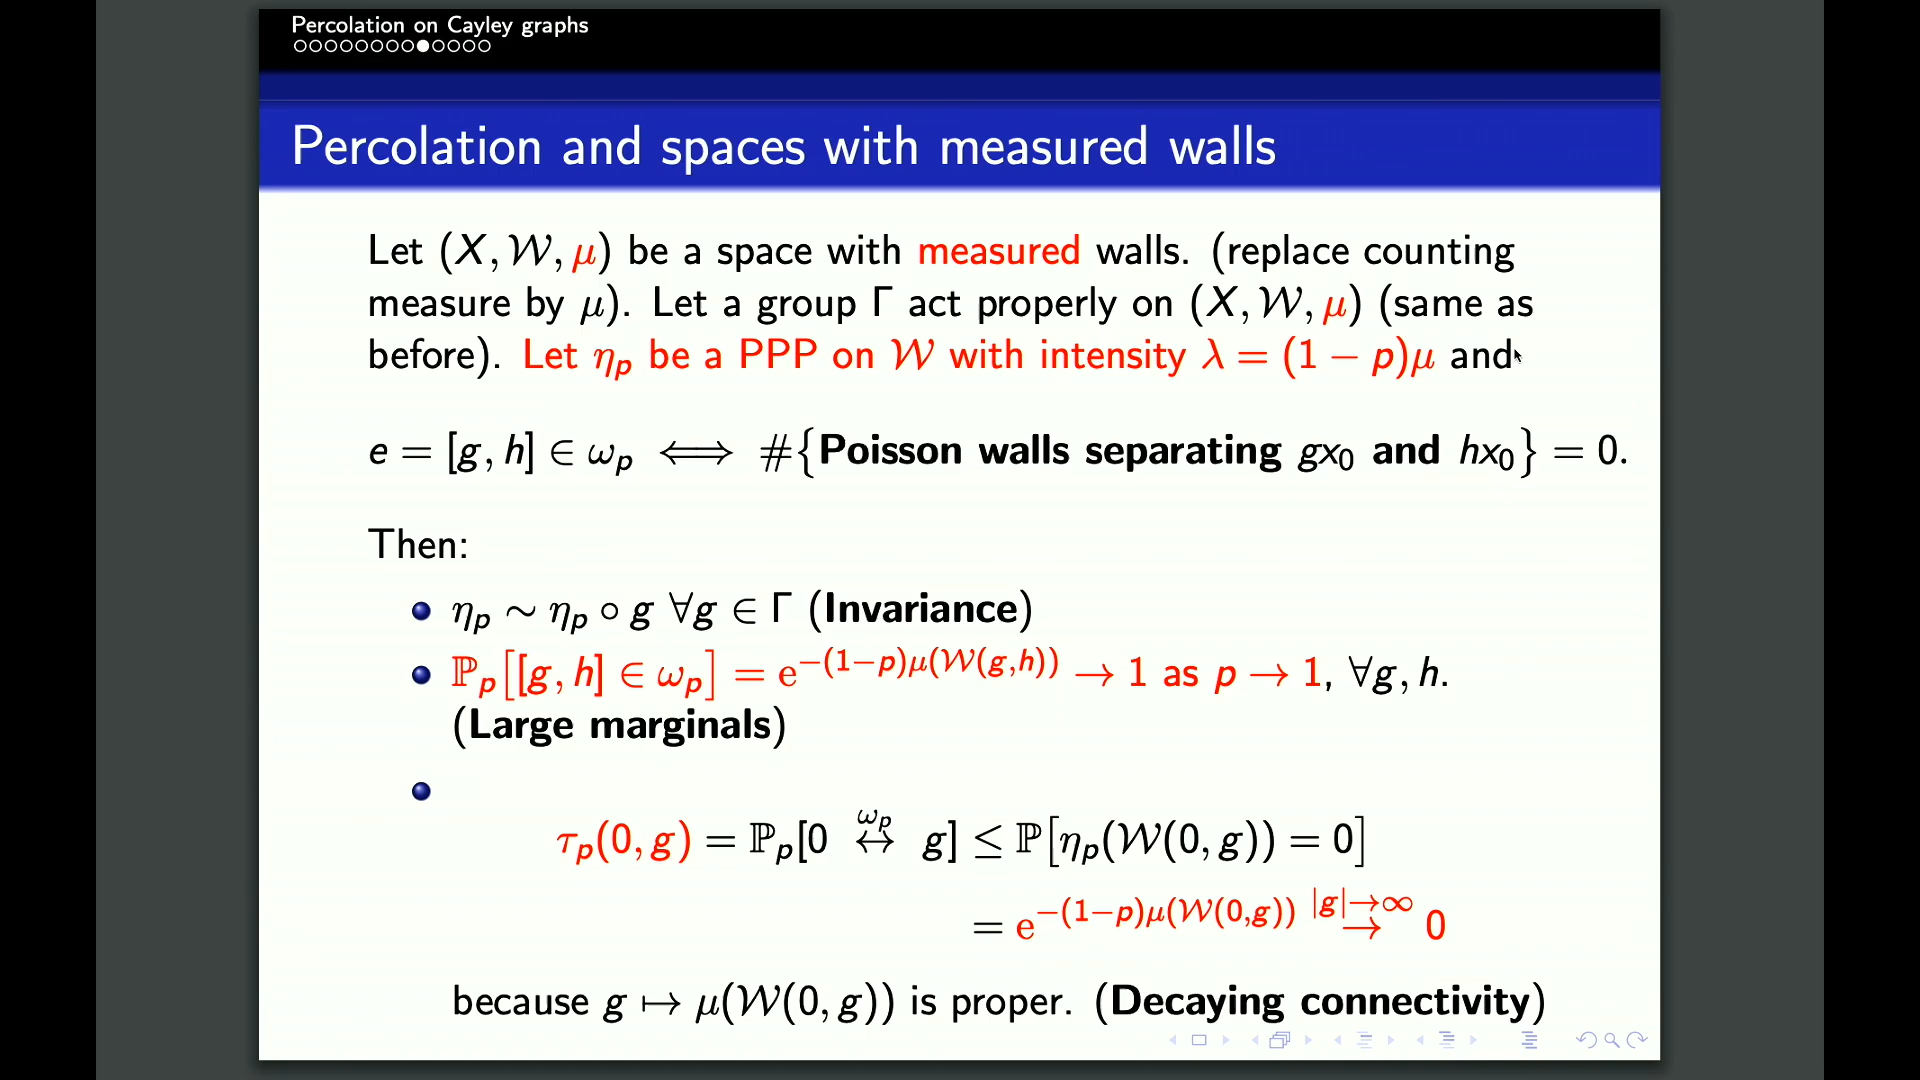 Percolation on Cayley graphs
Percolation and spaces with measured walls
Let (X, 𝒲, μ) be a space with measured walls. (replace counting
measure by μ). Let a group Γ act properly on (X, 𝒲, μ) (same as
before). Let η_p be a PPP on 𝒲 with intensity λ = (1 − p)μ and
e = [g, h] ∈ ω_p ⟺ #{Poisson walls separating gx₀ and hx₀} = 0.
Then:
η_p ∼ η_p ∘ g ∀g ∈ Γ (Invariance)
ℙ_p[[g, h] ∈ ω_p] = e^{−(1−p)μ(𝒲(g,h))} → 1 as p → 1, ∀g, h.
(Large marginals)
τ_p(0, g) = ℙ_p[0 ↔^{ω_p} g] ≤ ℙ[η_p(𝒲(0, g)) = 0]
= e^{−(1−p)μ(𝒲(0,g))} →^{|g|→∞} 0
because g ↦ μ(𝒲(0, g)) is proper. (Decaying connectivity)